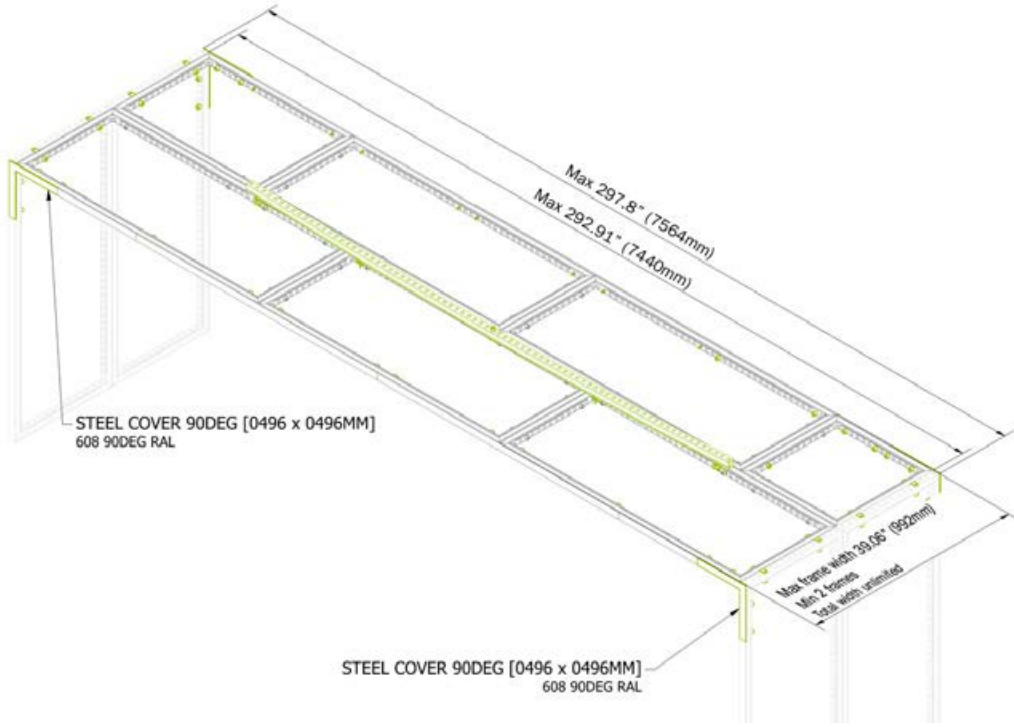 Max 297.8" (7564mm)
Max 292.91" (7440mm)
STEEL COVER 90DEG [0496 x 0496MM]
608 90DEG RAL
Max frame width 39.06" (992mm)
Min 2 frames
Total width unlimited
STEEL COVER 90DEG [0496 x 0496MM]
608 90DEG RAL